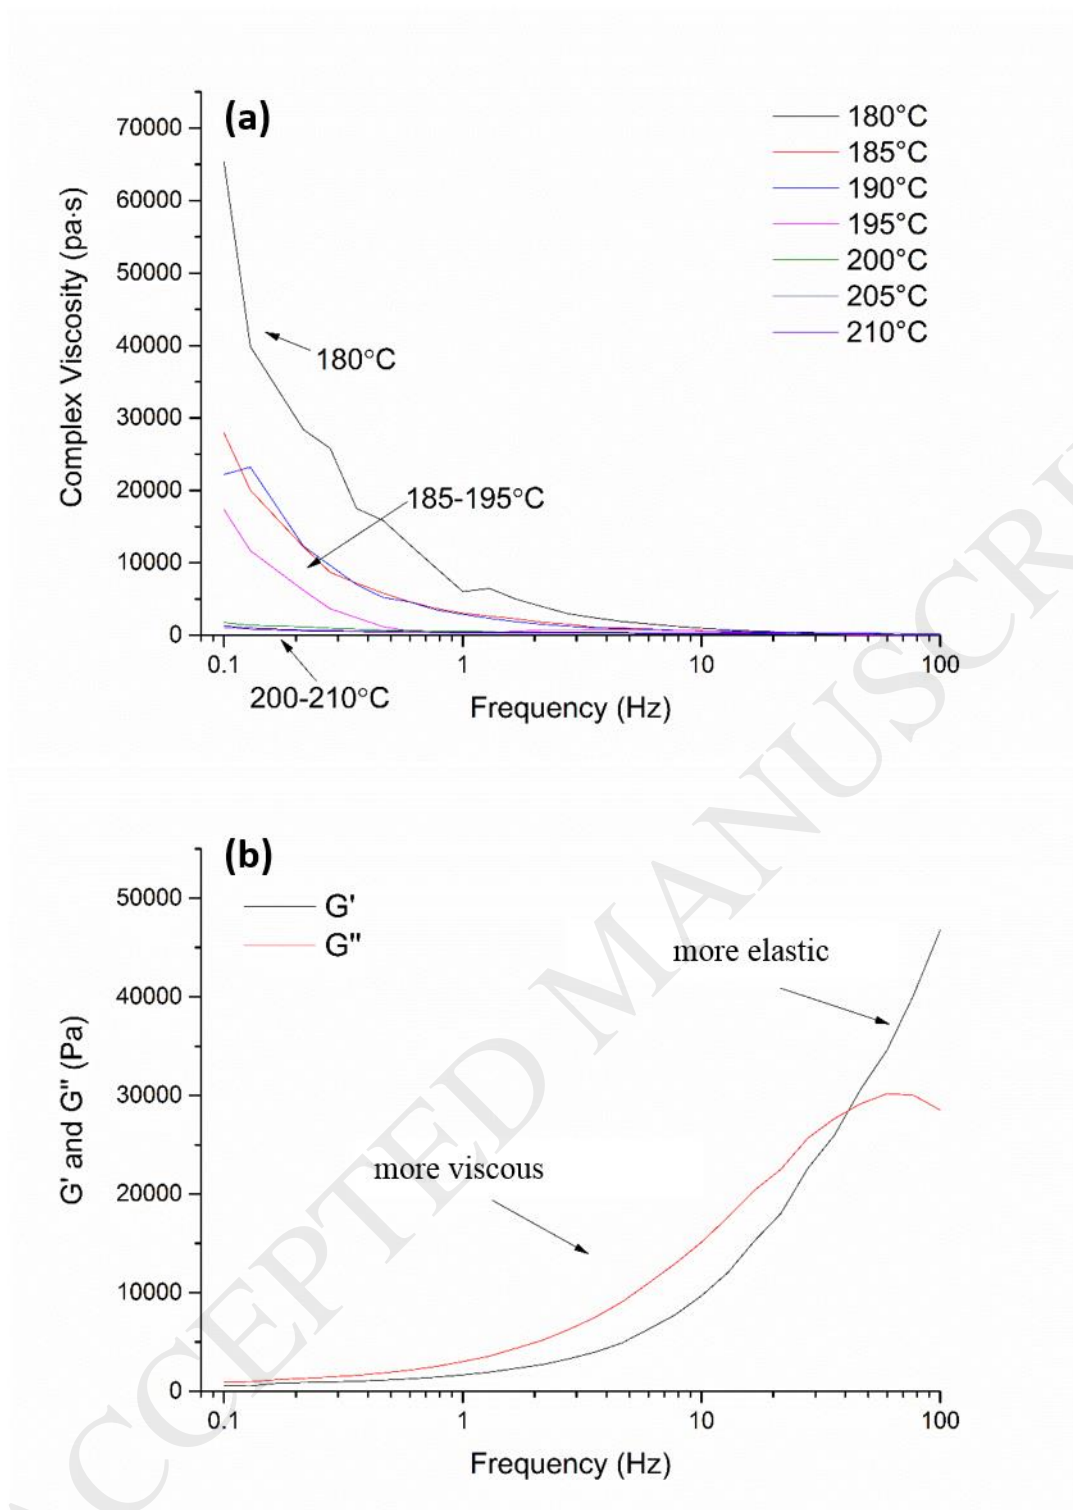 (a)
180°C
185°C
190°C
195°C
200°C
205°C
210°C
70000
60000
50000
40000
30000
20000
10000
0
Complex Viscosity (pa·s)
180°C
185-195°C
200-210°C
0.1
1
10
100
Frequency (Hz)
(b)
G'
G"
50000
40000
30000
20000
10000
0
G' and G" (Pa)
more elastic
more viscous
0.1
1
10
100
Frequency (Hz)
ACCEPTED MANUSCRI